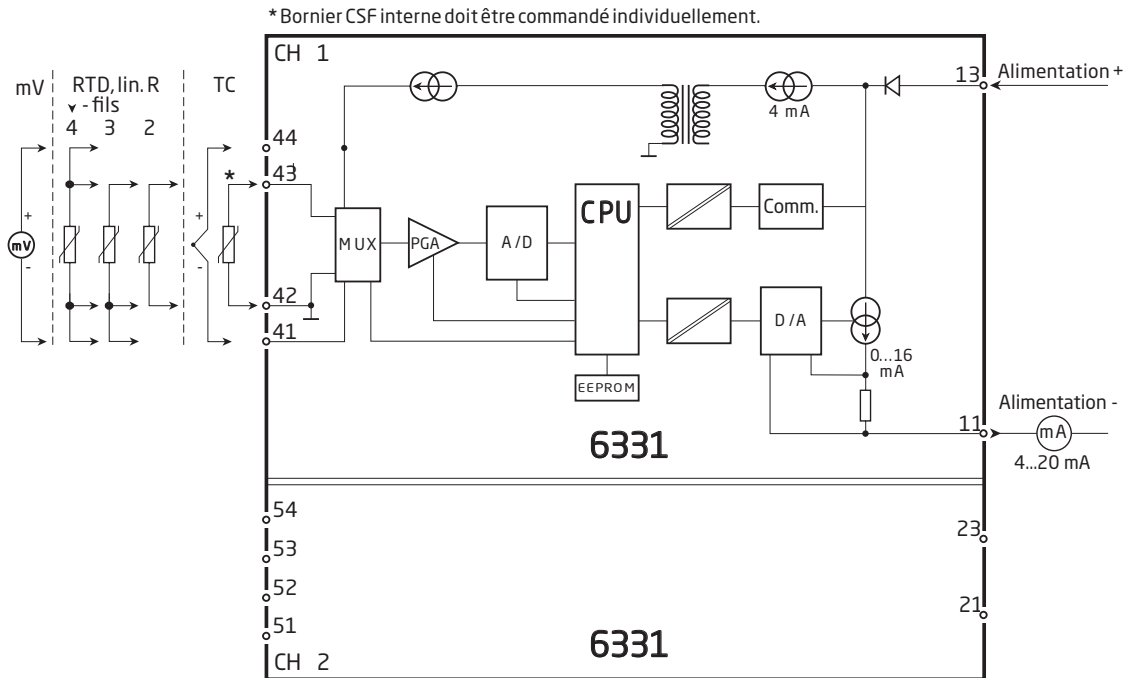 * Bornier CSF interne doit être commandé individuellement.
CH 1
mV
RTD, lin. R
- fils
4 3 2
TC
*
44
43
42
41
+
mV
-
+
-
MUX
PGA
A/D
CPU
EEPROM
Comm.
D/A
4 mA
0...16
mA
13
Alimentation +
Alimentation -
11
mA
4...20 mA
6331
54
53
52
51
23
21
CH 2
6331